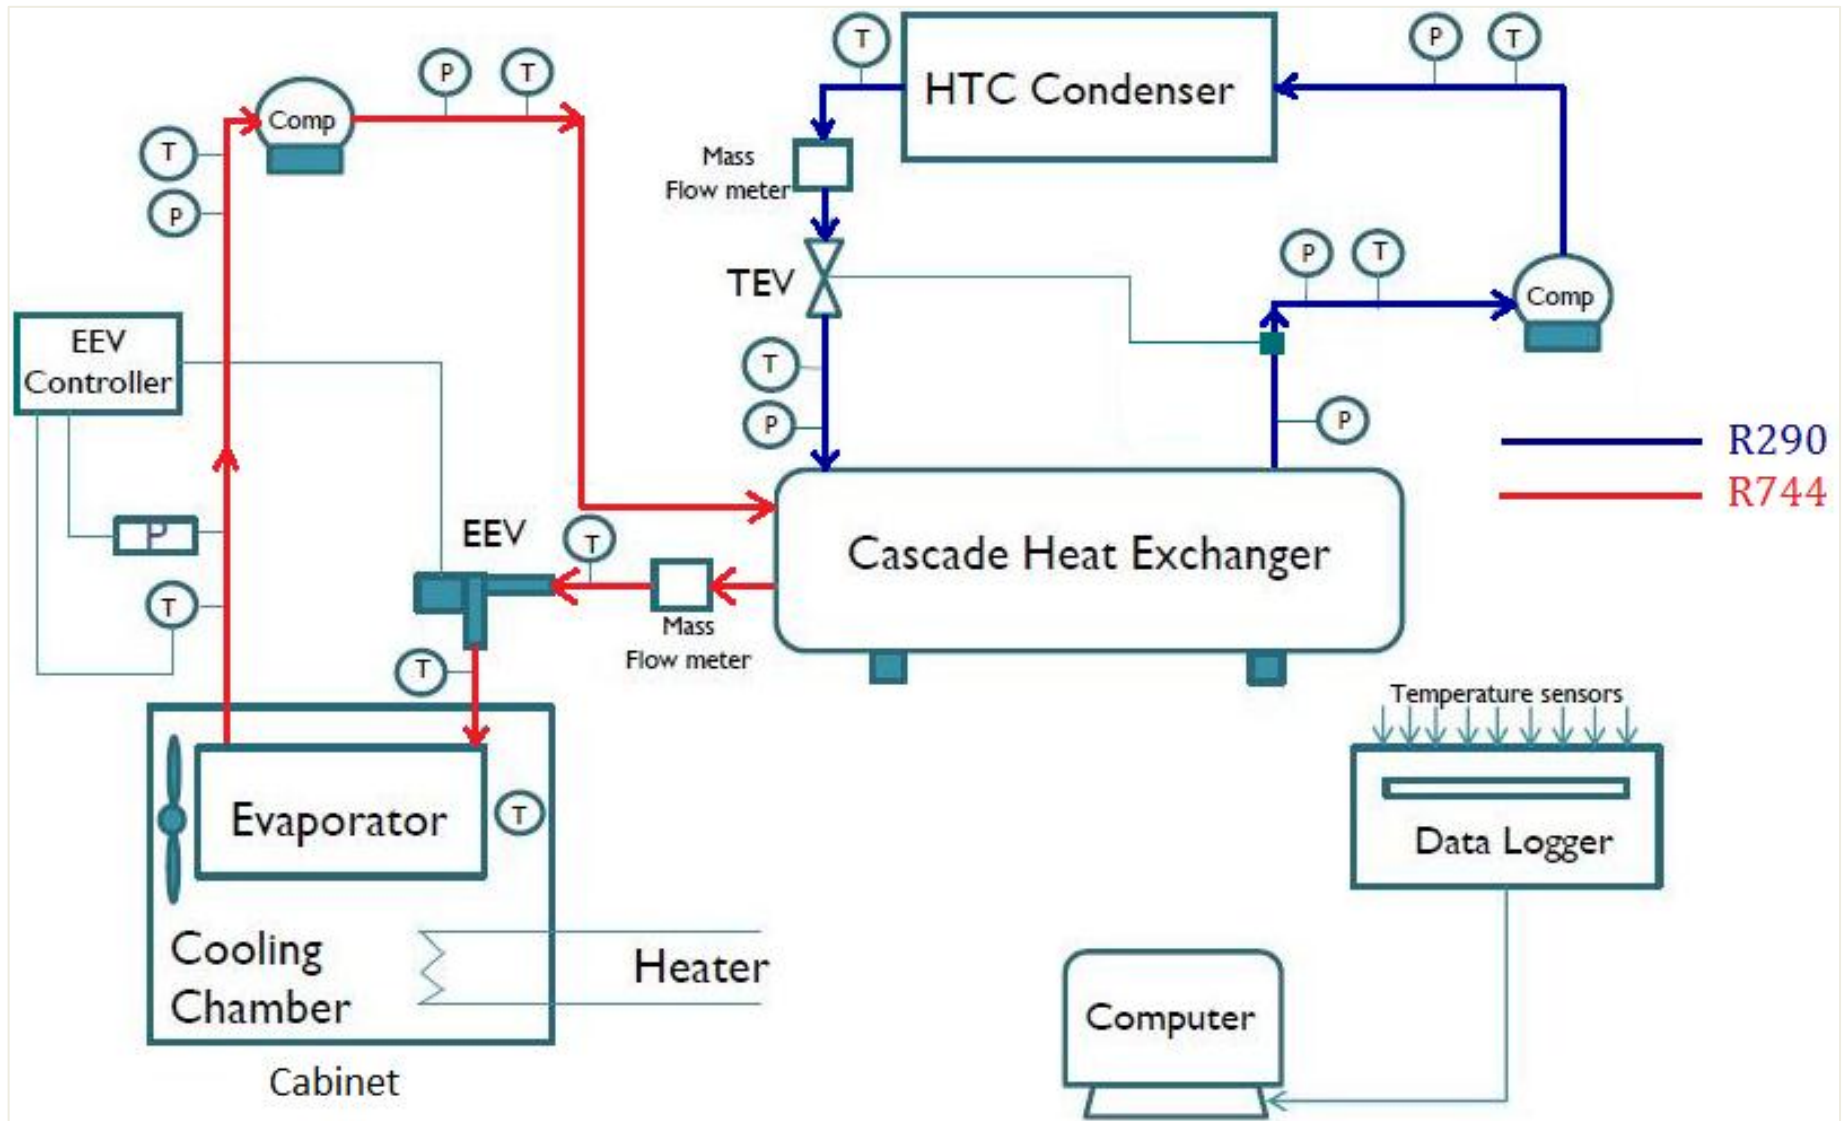 T
HTC Condenser
P
T
P
T
Comp
T
P
Mass
Flow meter
TEV
P
T
Comp
EEV
Controller
T
P
P
R290
R744
P
T
EEV
T
Cascade Heat Exchanger
Mass
Flow meter
T
Temperature sensors
Data Logger
Evaporator
T
Cooling
Chamber
Heater
Computer
Cabinet